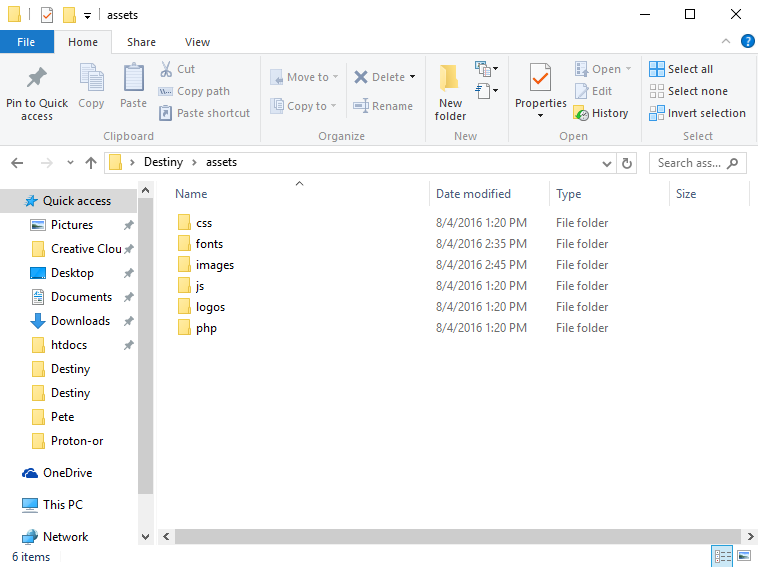 assets
File Home Share View
Pin to Quick access
Copy
Paste
Cut
Copy path
Paste shortcut
Clipboard
Move to
Copy to
Delete
Rename
Organize
New folder
New
Properties
Open
Edit
History
Open
Select all
Select none
Invert selection
Select
Destiny > assets
Search ass...
Quick access
Pictures
Creative Clou
Desktop
Documents
Downloads
htdocs
Destiny
Destiny
Pete
Proton-or
OneDrive
This PC
Network
Name Date modified Type Size
css 8/4/2016 1:20 PM File folder
fonts 8/4/2016 2:35 PM File folder
images 8/4/2016 2:45 PM File folder
js 8/4/2016 1:20 PM File folder
logos 8/4/2016 1:20 PM File folder
php 8/4/2016 1:20 PM File folder
6 items